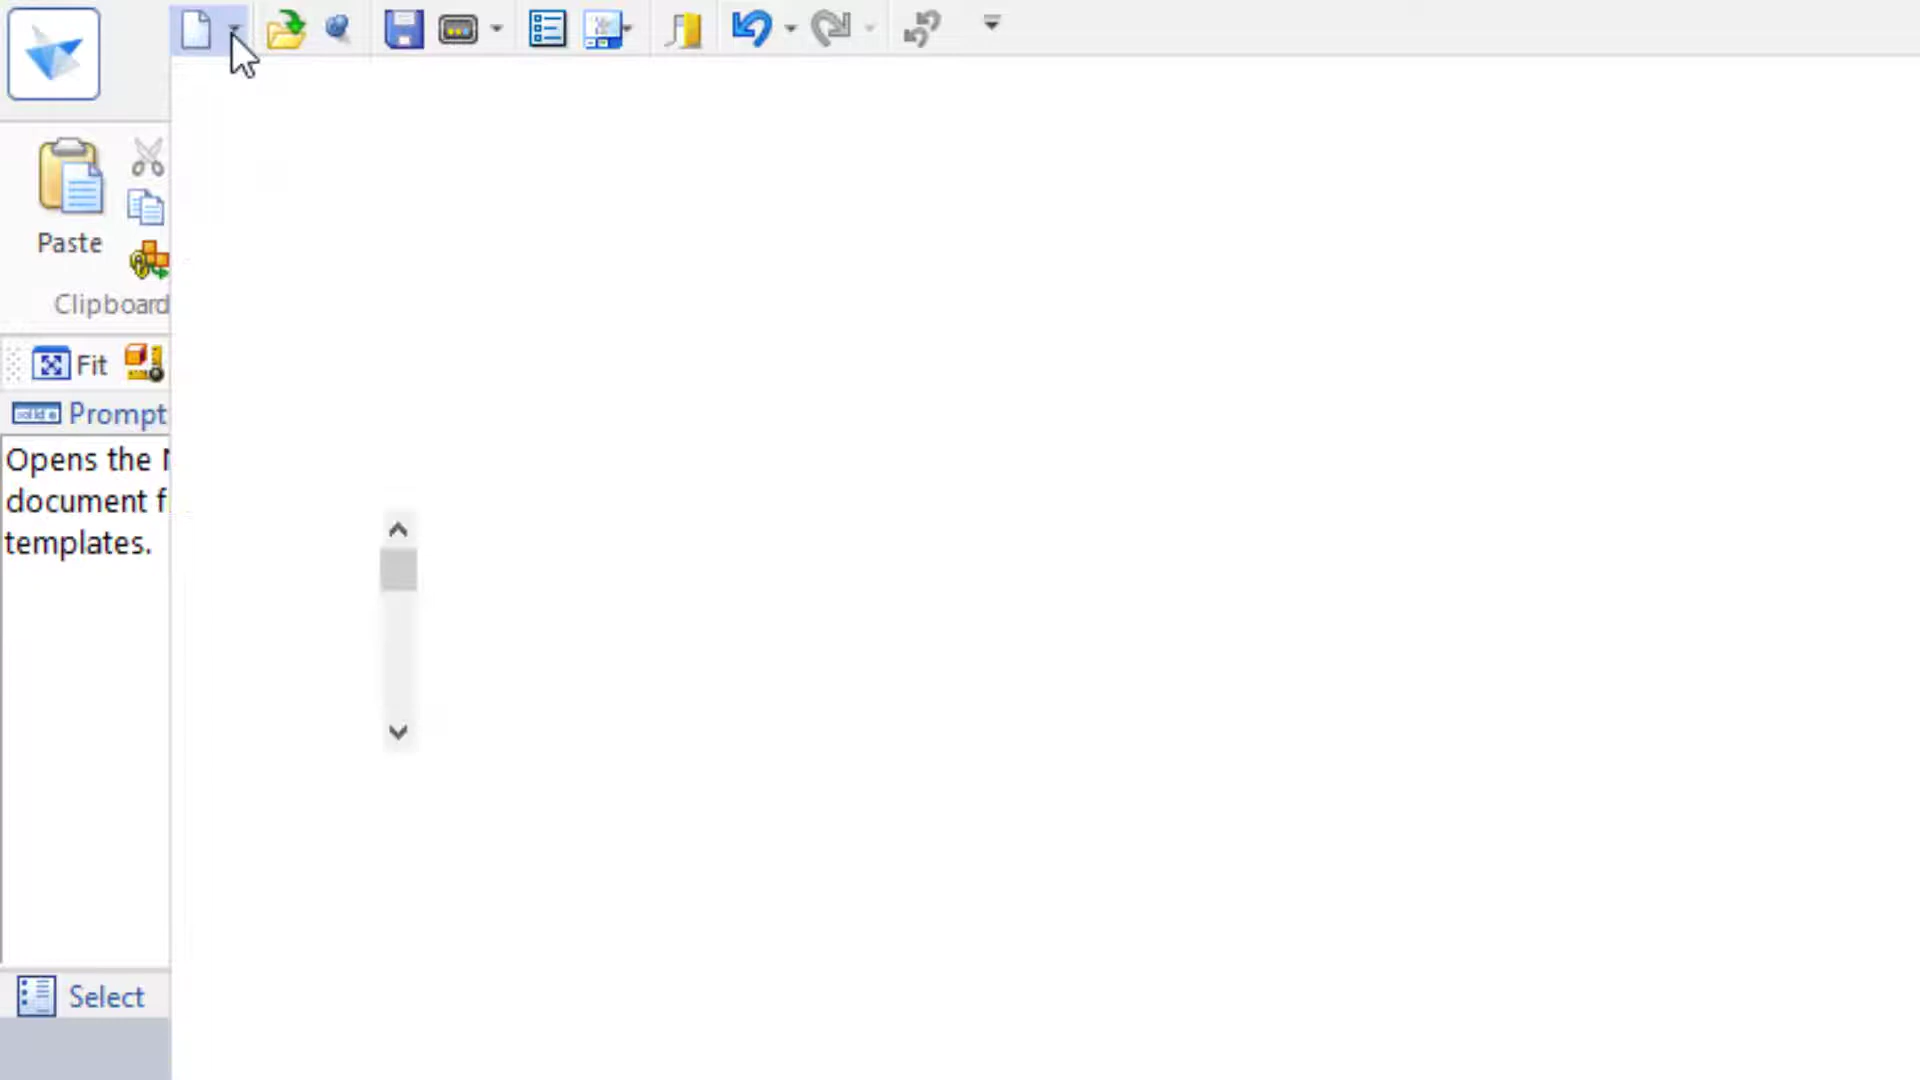 Paste
Clipboard
Fit
Prompt
Opens the
document f
templates.
Select